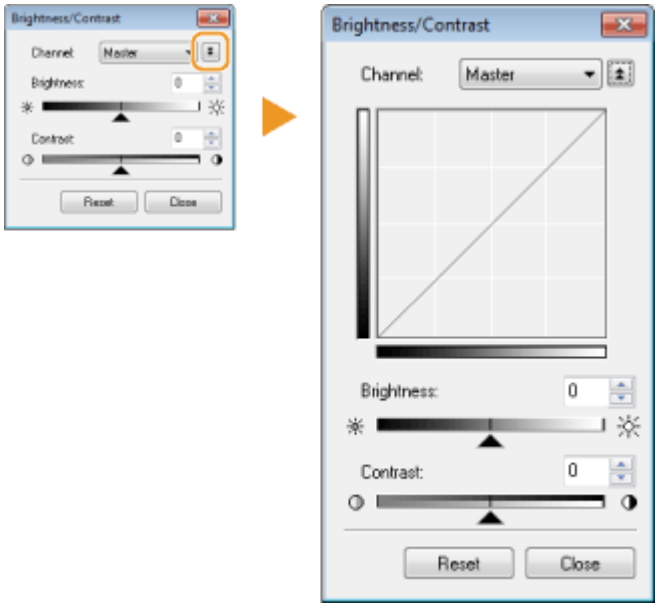 Brightness/Contrast
Channel: Master
Brightness: 0
Contrast: 0
Reset Close
Brightness/Contrast
Channel: Master
Brightness: 0
Contrast: 0
Reset Close